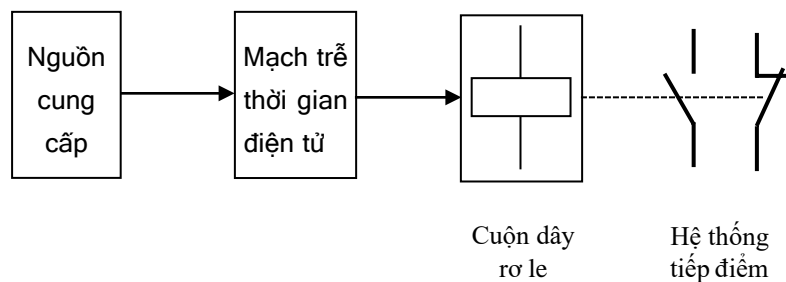 Nguồn
cung
cấp
Mạch trễ
thời gian
điện tử
Cuộn dây
rơ le
Hệ thống
tiếp điểm